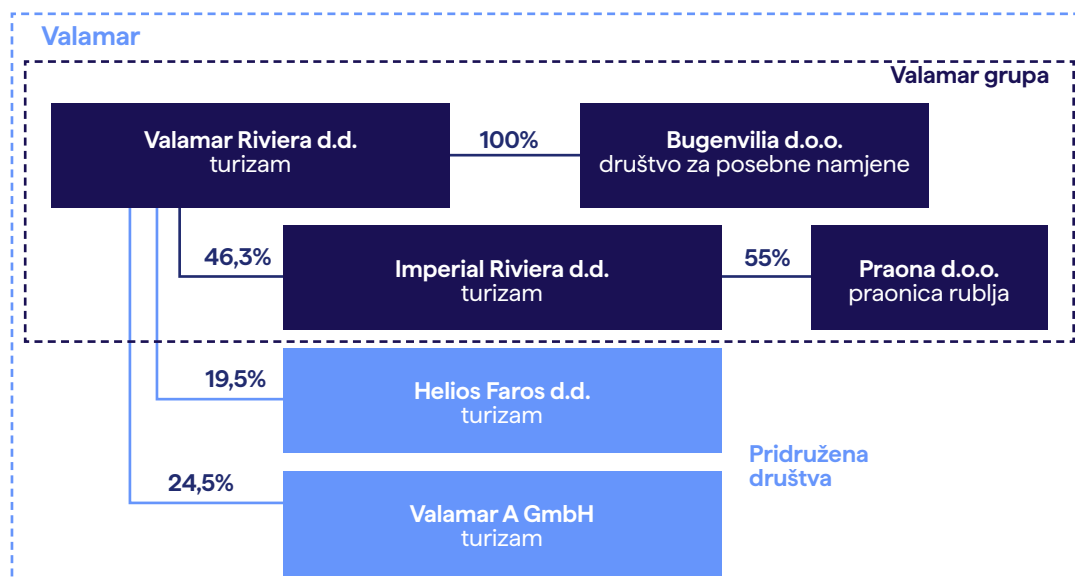 Valamar
Valamar grupa
Valamar Riviera d.d.
turizam
100%
Bugenvilia d.o.o.
društvo za posebne namjene
46,3%
Imperial Riviera d.d.
turizam
55%
Praona d.o.o.
praonica rublja
19,5%
Helios Faros d.d.
turizam
Pridružena
društva
24,5%
Valamar A GmbH
turizam